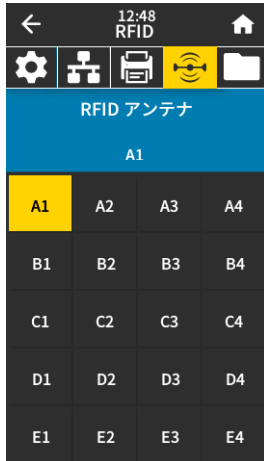 12:48
RFID
RFID アンテナ
A1
A1 A2 A3 A4
B1 B2 B3 B4
C1 C2 C3 C4
D1 D2 D3 D4
E1 E2 E3 E4